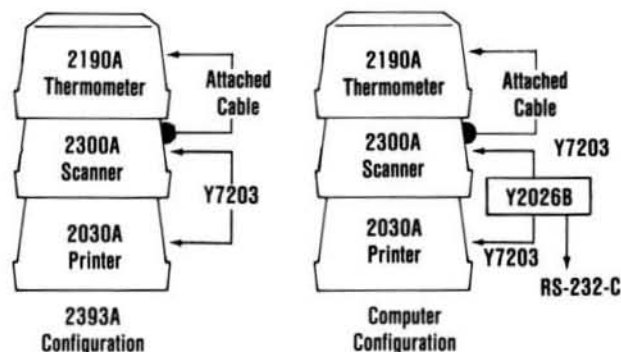 2190A
Thermometer
Attached
Cable
2300A
Scanner
Y7203
2030A
Printer
2393A
Configuration
2190A
Thermometer
Attached
Cable
2300A
Scanner
Y7203
Y2026B
2030A
Printer
Y7203
RS-232-C
Computer
Configuration